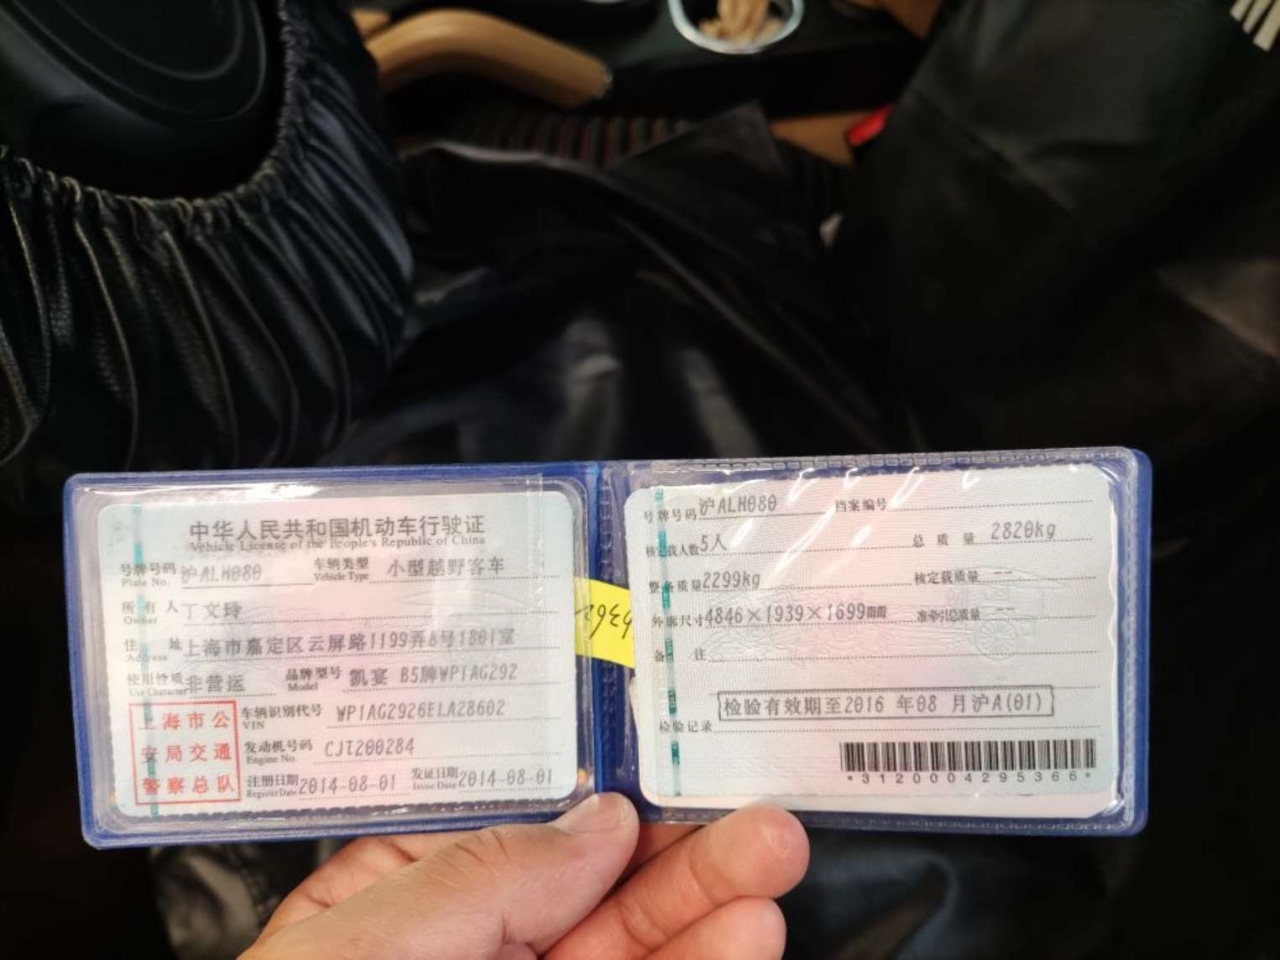 中华人民共和国机动车行驶证
Vehicle License of the People's Republic of China
号牌号码 沪ALH080 车辆类型 小型越野客车
Plate No. Vehicle Type
所有人 丁文玲
Owner
住 址 上海市嘉定区云屏路1199弄8号1801室
Address
使用性质 非营运 品牌型号 凯宴 B5牌WP1AG292
Use Character Model
车辆识别代号 WP1AG2926ELA28602
VIN
发动机号码 CJT200284
Engine No.
注册日期 2014-08-01 发证日期 2014-08-01
Register Date Issue Date
上海市公
安局交通
警察总队
号牌号码 沪ALH080 档案编号
核定载人数 5人 总质量 2820kg
整备质量 2299kg 核定载质量 --
外廓尺寸 4846×1939×1699mm 准牵引总质量 --
备 注
检验有效期至2016 年08 月沪A(01)
检验记录
*3120004295366*